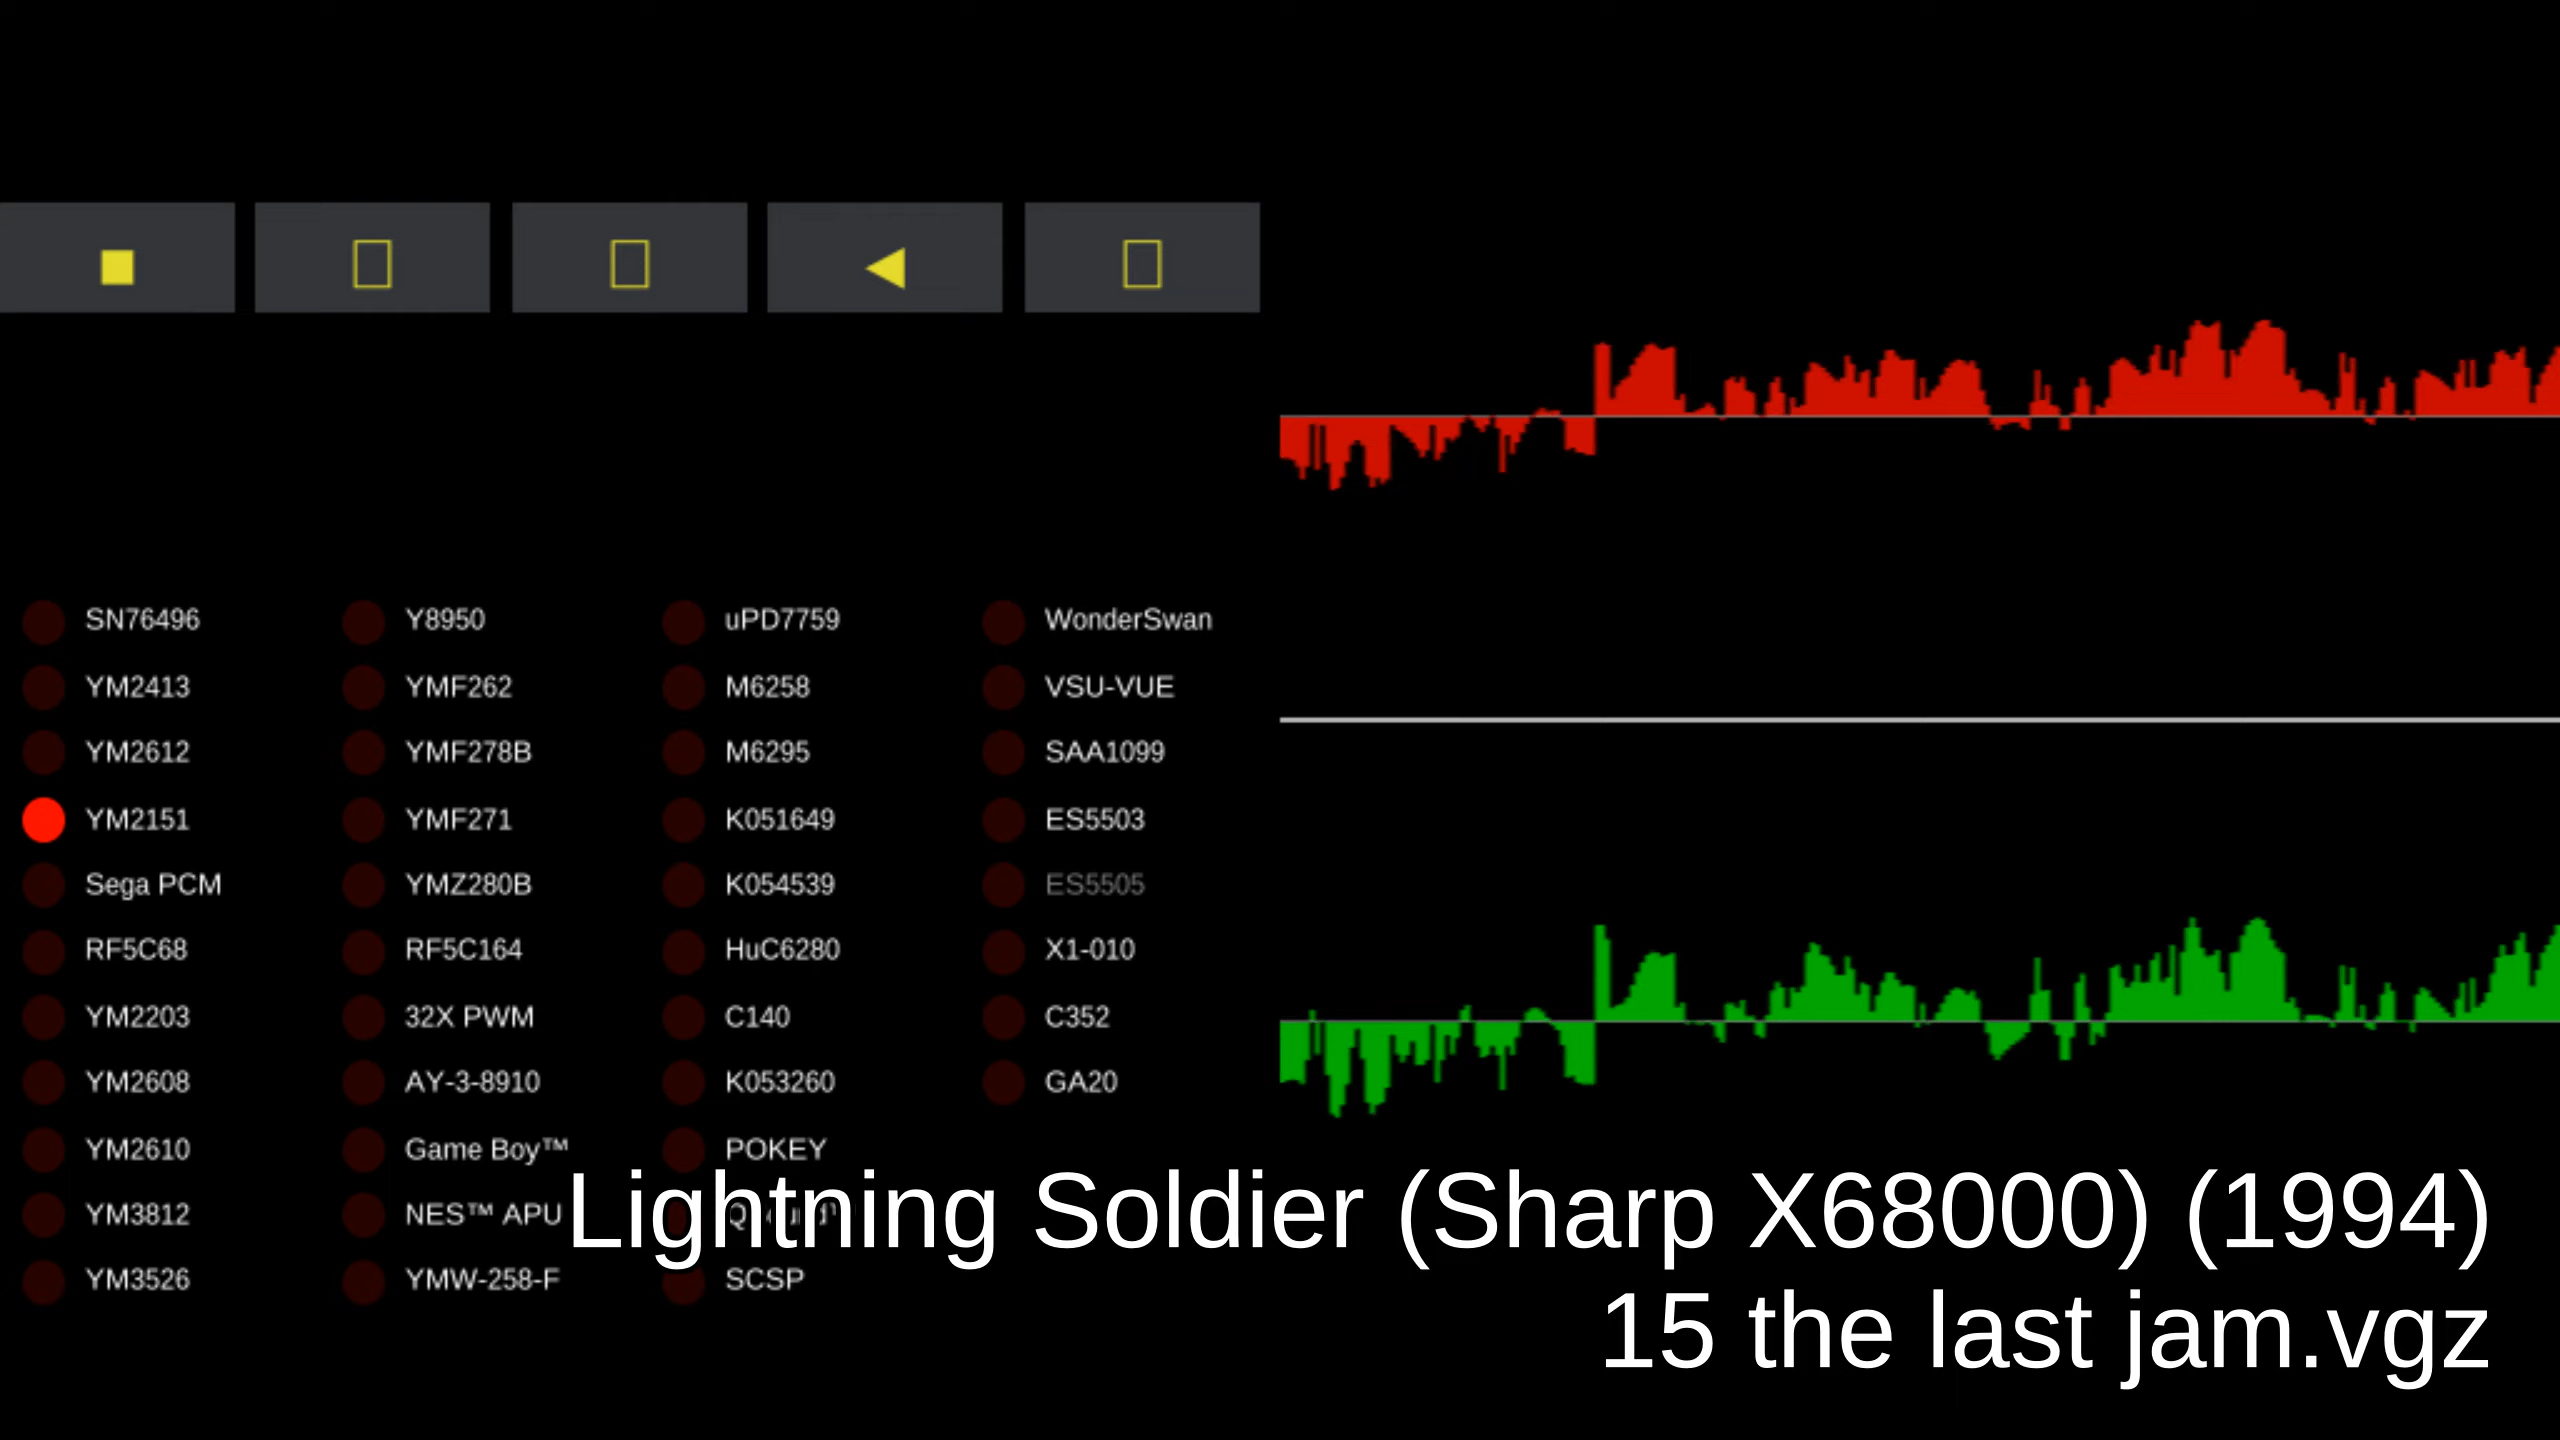 SN76496
YM2413
YM2612
YM2151
Sega PCM
RF5C68
YM2203
YM2608
YM2610
YM3812
YM3526
Y8950
YMF262
YMF278B
YMF271
YMZ280B
RF5C164
32X PWM
AY-3-8910
Game Boy™
NES™ APU
YMW-258-F
uPD7759
M6258
M6295
K051649
K054539
HuC6280
C140
K053260
POKEY
SCSP
WonderSwan
VSU-VUE
SAA1099
ES5503
ES5505
X1-010
C352
GA20
Lightning Soldier (Sharp X68000) (1994)
15 the last jam.vgz